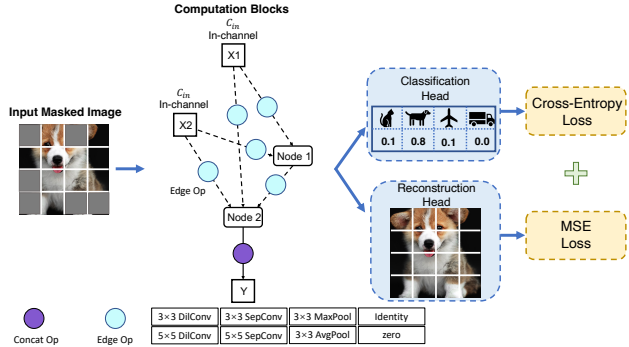 Computation Blocks
C_in
In-channel
X1
C_in
In-channel
X2
Input Masked Image
Edge Op
Node 1
Node 2
Y
Classification
Head
0.1 0.8 0.1 0.0
Cross-Entropy
Loss
Reconstruction
Head
MSE
Loss
Concat Op
Edge Op
3×3 DilConv 3×3 SepConv 3×3 MaxPool Identity
5×5 DilConv 5×5 SepConv 3×3 AvgPool zero